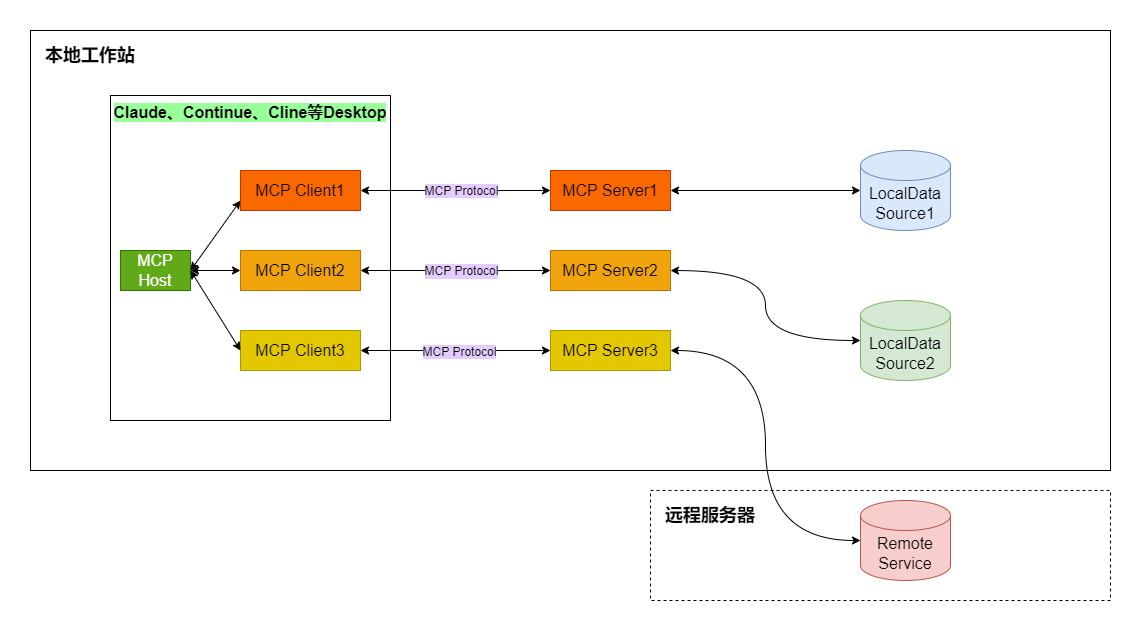 本地工作站
Claude、Continue、Cline等Desktop
MCP Client1
MCP Protocol
MCP Server1
LocalData
Source1
MCP
Host
MCP Client2
MCP Protocol
MCP Server2
LocalData
Source2
MCP Client3
MCP Protocol
MCP Server3
远程服务器
Remote
Service